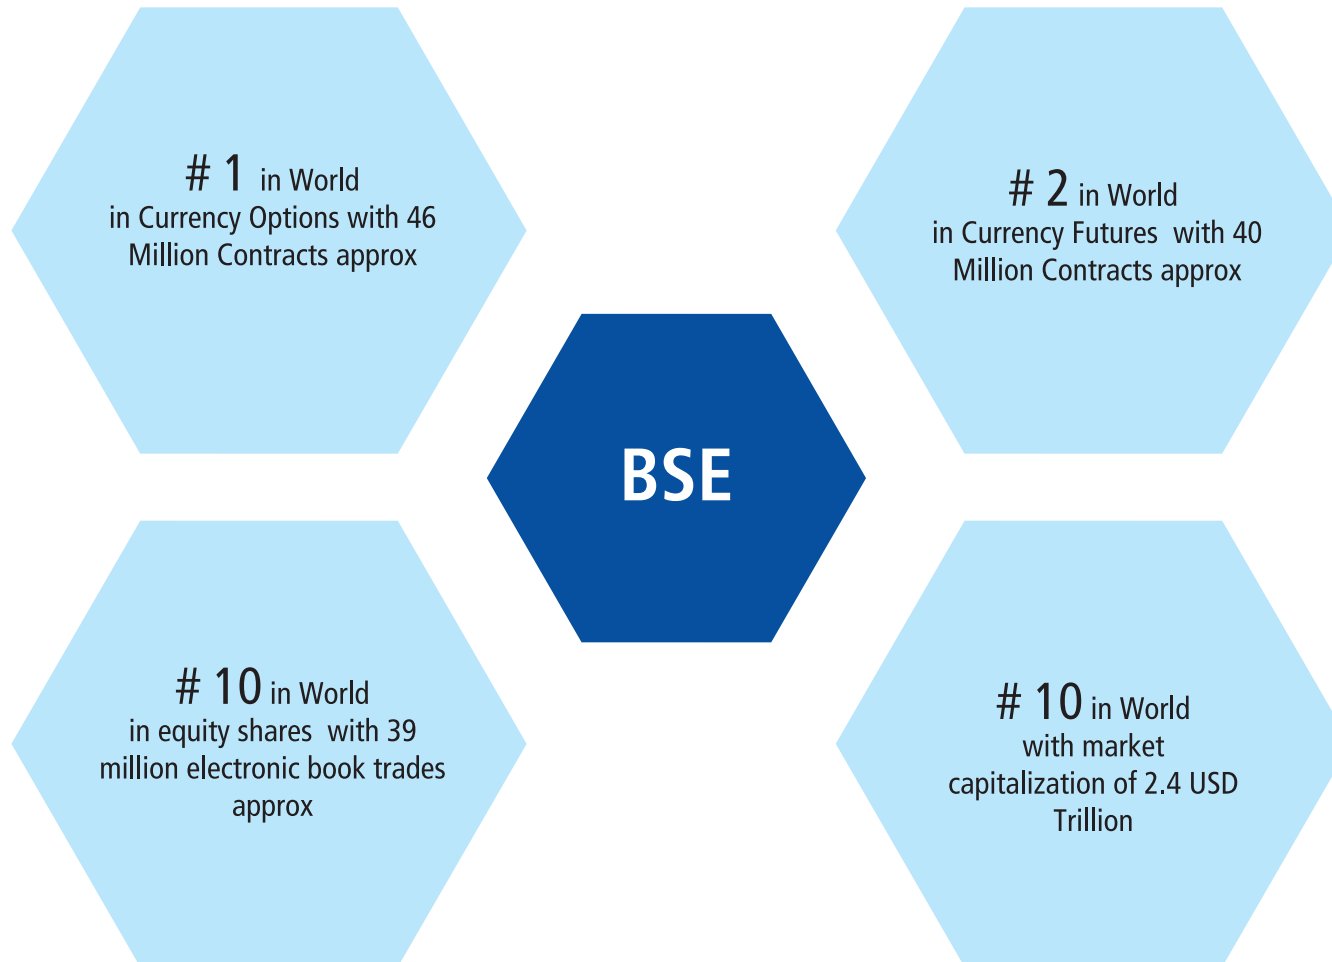 # 1 in World
in Currency Options with 46
Million Contracts approx
# 2 in World
in Currency Futures with 40
Million Contracts approx
BSE
# 10 in World
in equity shares with 39
million electronic book trades
approx
# 10 in World
with market
capitalization of 2.4 USD
Trillion